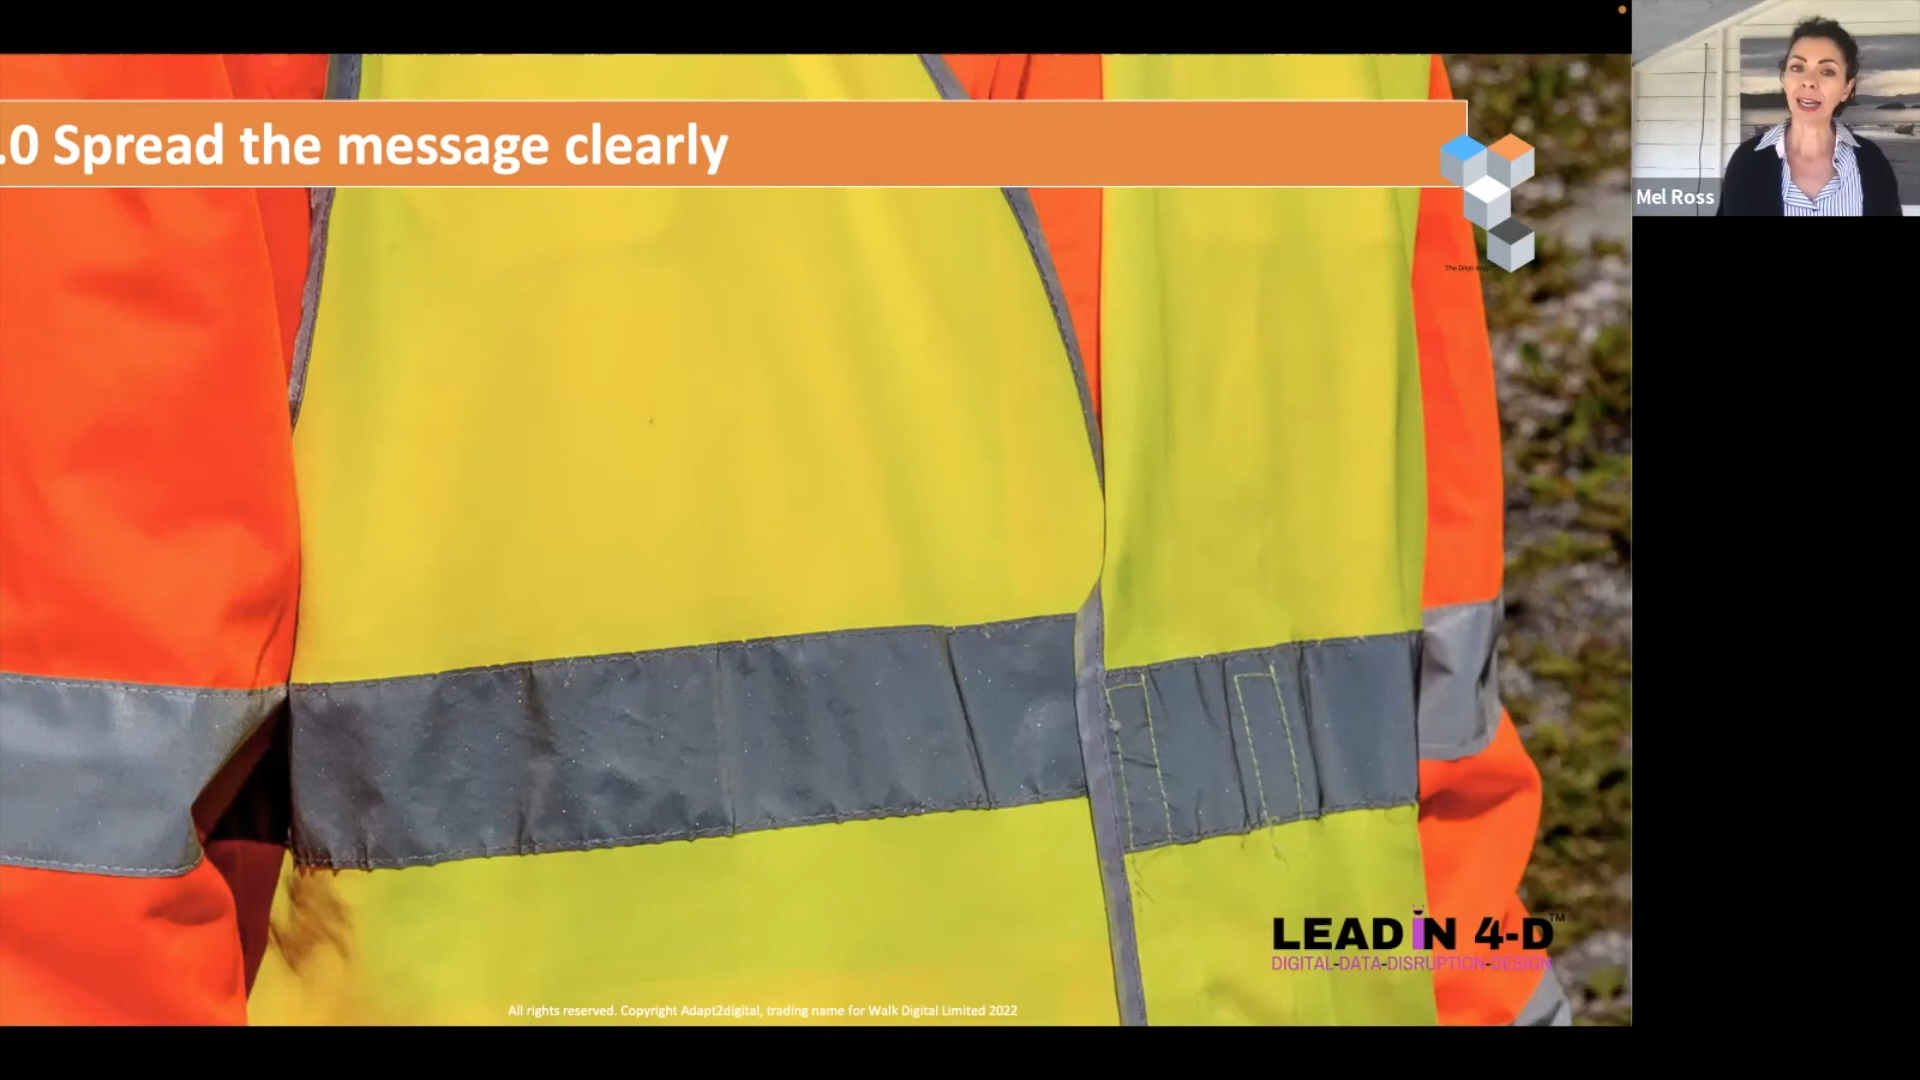 .0 Spread the message clearly
Mel Ross
LEAD iN 4-D™
DIGITAL-DATA-DISRUPTION-DESIGN
All rights reserved. Copyright Adapt2digital, trading name for Walk Digital Limited 2022